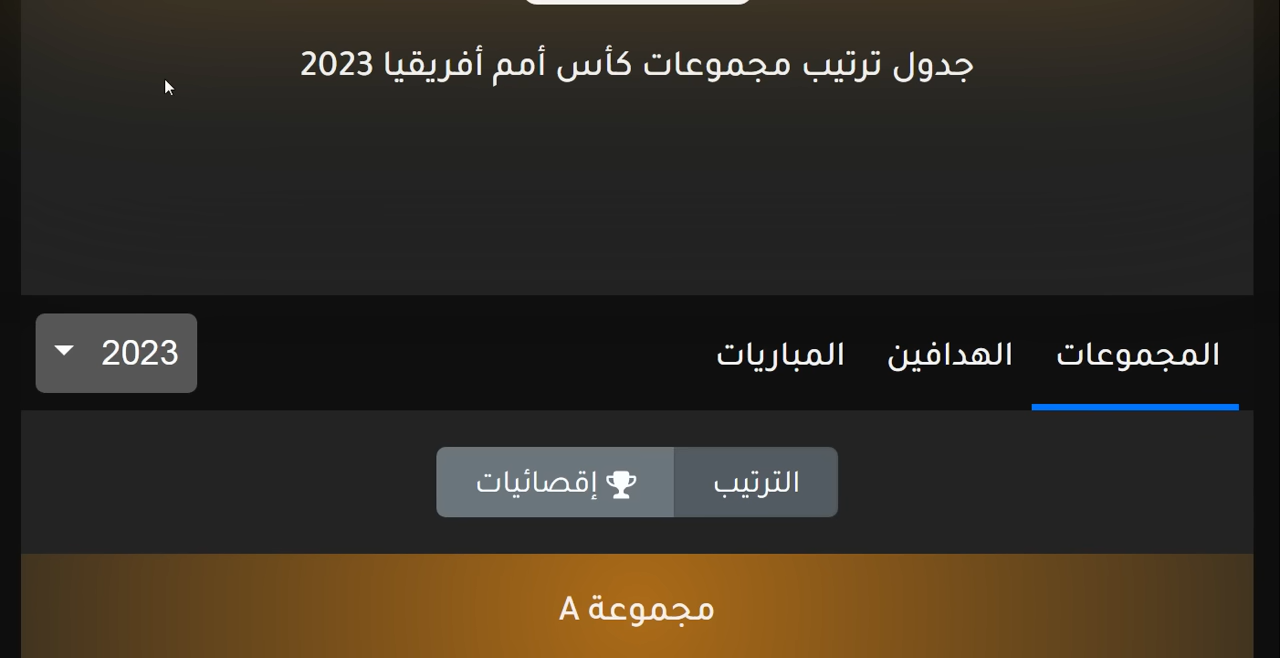 جدول ترتيب مجموعات كأس أمم أفريقيا 2023
المجموعات الهدافين المباريات 2023
الترتيب إقصائيات
مجموعة A